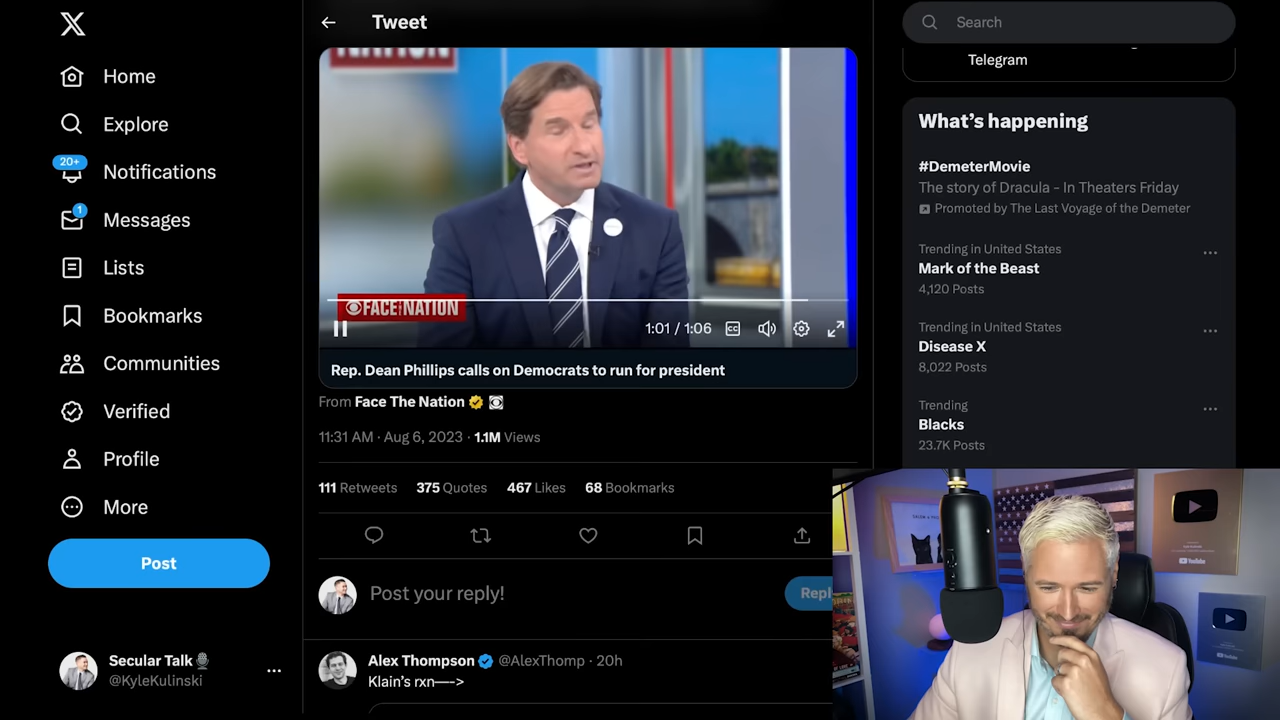 Home
Explore
20+
Notifications
1
Messages
Lists
Bookmarks
Communities
Verified
Profile
More
Post
Secular Talk🎙️
@KyleKulinski
···
Tweet
NATION
FACE THE NATION
1:01 / 1:06
CC
Rep. Dean Phillips calls on Democrats to run for president
From Face The Nation
11:31 AM · Aug 6, 2023 · 1.1M Views
111 Retweets 375 Quotes 467 Likes 68 Bookmarks
Post your reply!
Repl
Alex Thompson @AlexThomp · 20h
Klain’s rxn—->
Search
Telegram
What’s happening
#DemeterMovie
The story of Dracula - In Theaters Friday
Promoted by The Last Voyage of the Demeter
Trending in United States
Mark of the Beast
4,120 Posts
Trending in United States
Disease X
8,022 Posts
Trending
Blacks
23.7K Posts
YouTube
YouTube